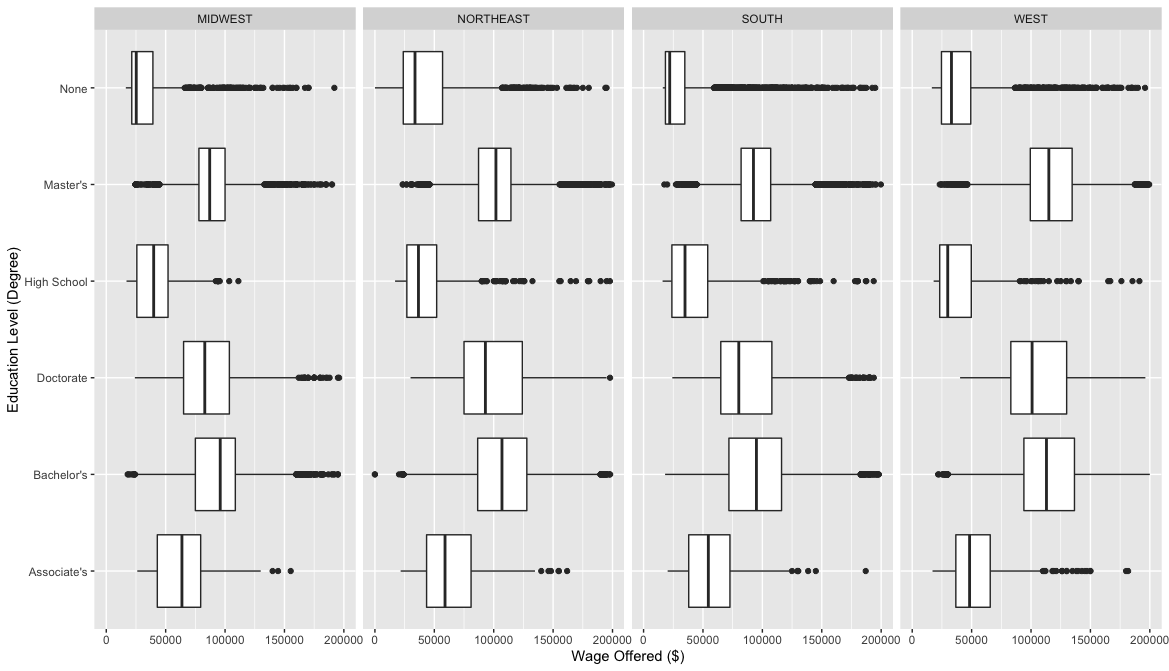 MIDWEST NORTHEAST SOUTH WEST
Education Level (Degree)
None
Master's
High School
Doctorate
Bachelor's
Associate's
0 50000 100000 150000 200000 0 50000 100000 150000 200000 0 50000 100000 150000 200000 0 50000 100000 150000 200000
Wage Offered ($)